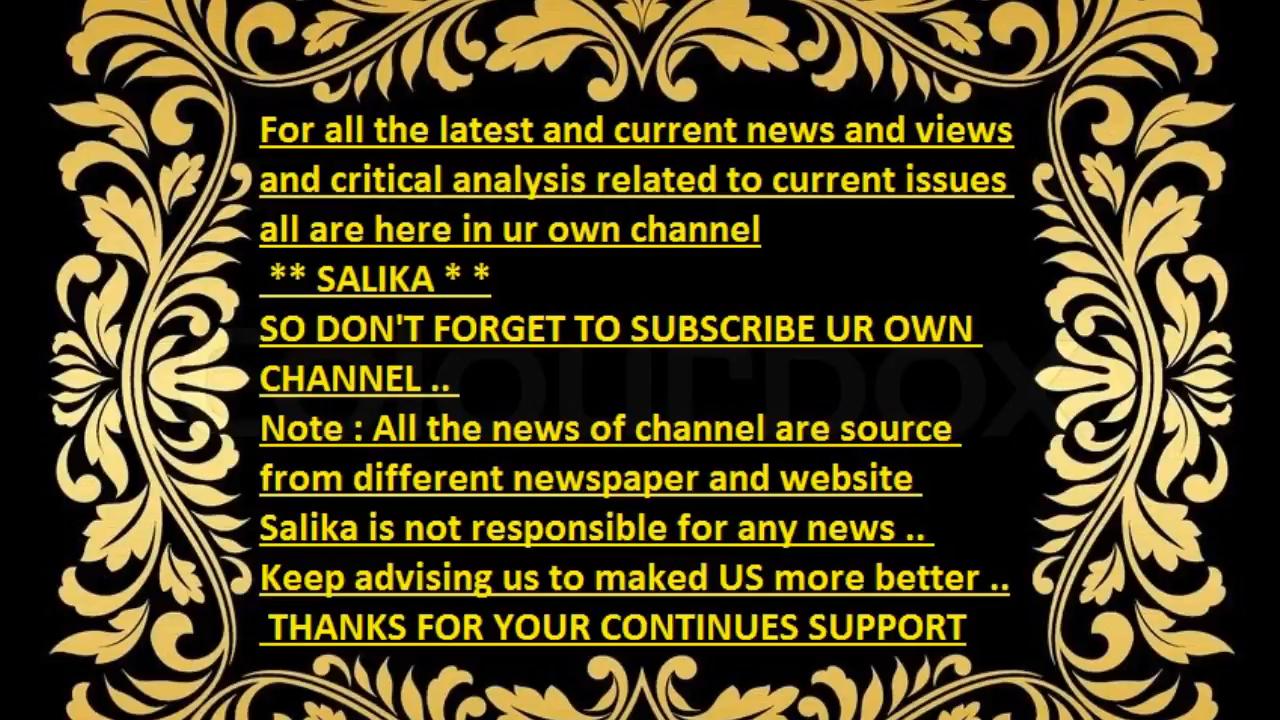 For all the latest and current news and views
and critical analysis related to current issues
all are here in ur own channel
** SALIKA * *
SO DON'T FORGET TO SUBSCRIBE UR OWN
CHANNEL ..
Note : All the news of channel are source
from different newspaper and website
Salika is not responsible for any news ..
Keep advising us to maked US more better ..
THANKS FOR YOUR CONTINUES SUPPORT